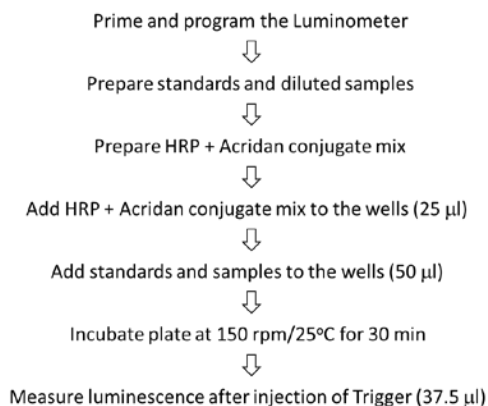 Prime and program the Luminometer
Prepare standards and diluted samples
Prepare HRP + Acridan conjugate mix
Add HRP + Acridan conjugate mix to the wells (25 µl)
Add standards and samples to the wells (50 µl)
Incubate plate at 150 rpm/25ºC for 30 min
Measure luminescence after injection of Trigger (37.5 µl)